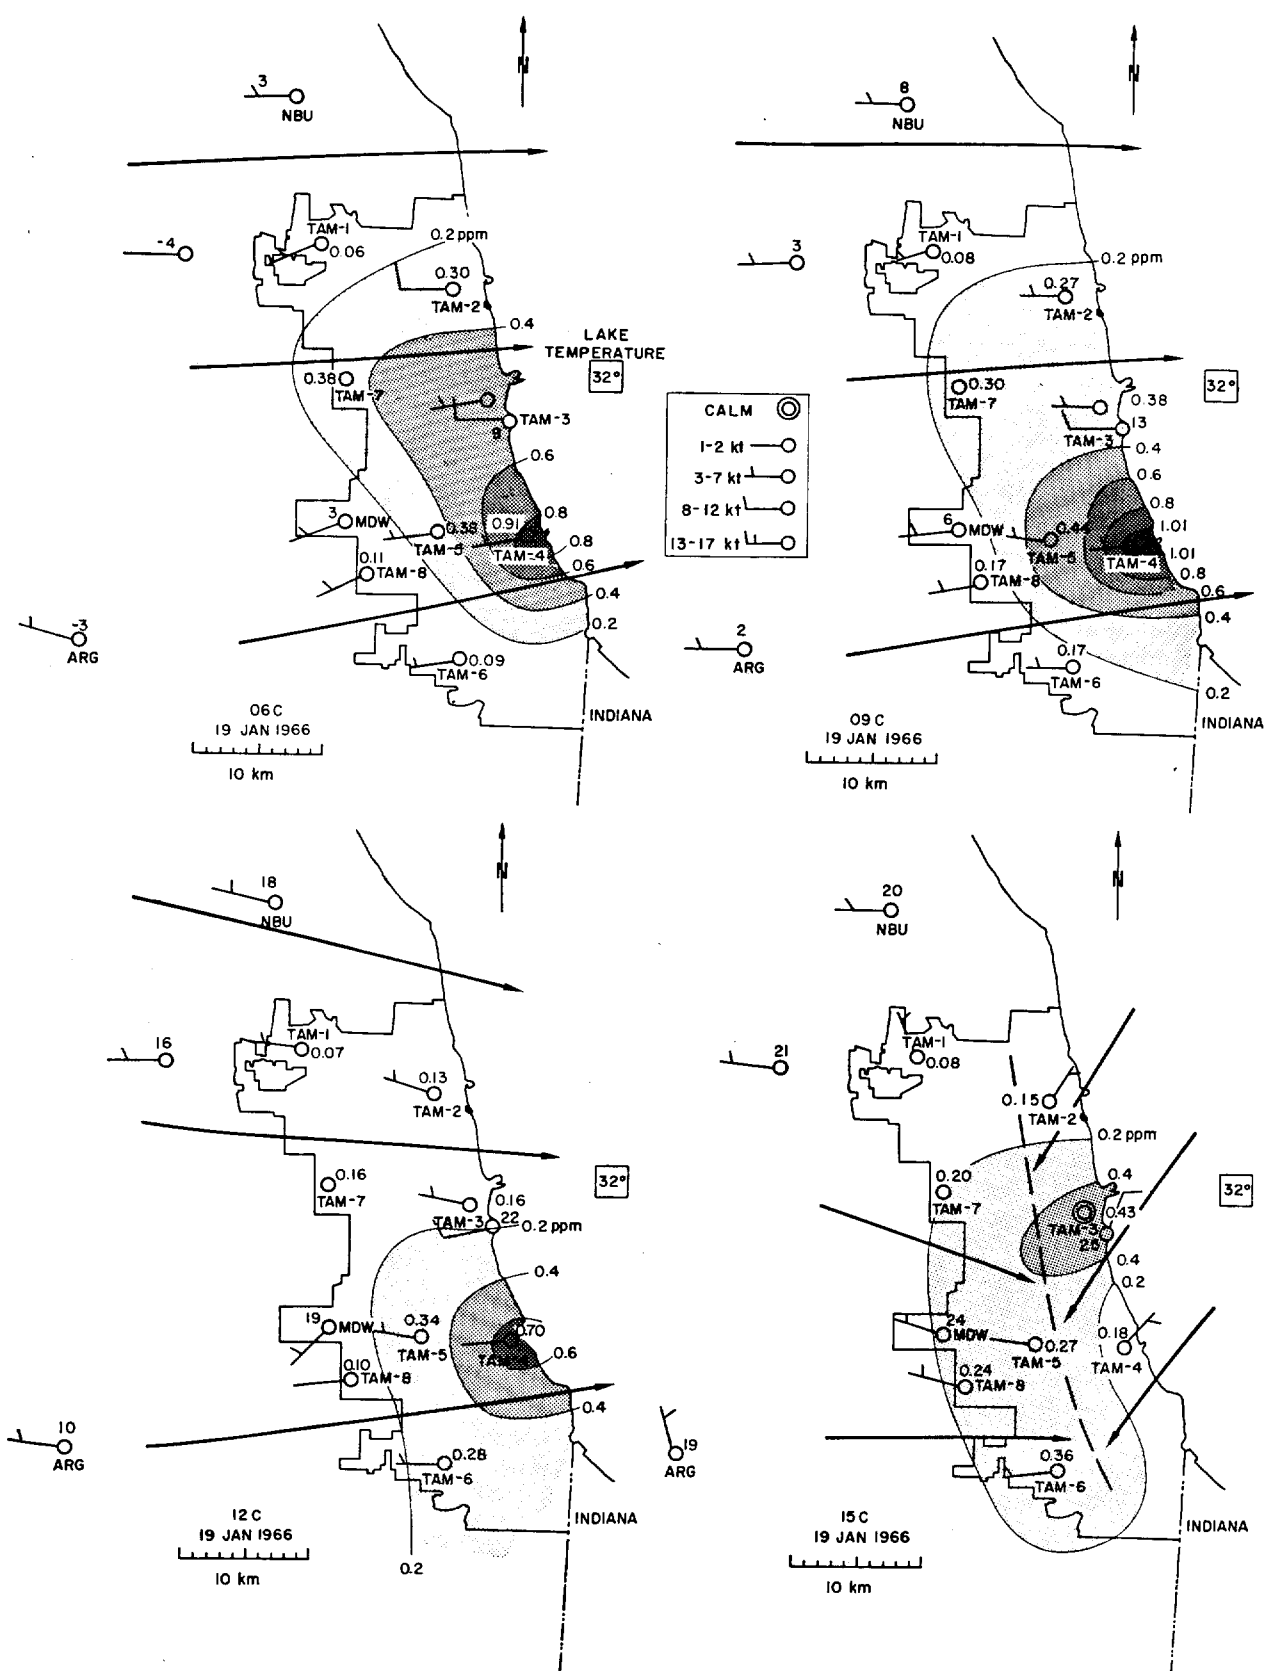 3
N
NBU
TAM-1
0.06
0.2 ppm
-4
0.30
TAM-2
0.4
LAKE
TEMPERATURE
32°
0.38
TAM-7
TAM-3
9
0.6
3
MDW
0.91
0.8
0.38
TAM-5
TAM-4
0.8
0.11
TAM-8
0.6
0.4
0.2
-3
ARG
0.09
TAM-6
INDIANA
06C
19 JAN 1966
10 km
8
N
NBU
TAM-1
0.08
0.2 ppm
3
0.27
TAM-2
32°
0.30
TAM-7
0.38
13
TAM-3
0.4
0.6
0.8
6
MDW
0.44
TAM-5
1.01
1.01
TAM-4
0.17
TAM-8
0.8
0.6
0.4
2
ARG
0.17
TAM-6
0.2
INDIANA
09C
19 JAN 1966
10 km
CALM
1-2 kt
3-7 kt
8-12 kt
13-17 kt
18
N
NBU
TAM-1
0.07
16
0.13
TAM-2
0.16
TAM-7
32°
0.16
TAM-3
22
0.2 ppm
0.4
19
MDW
0.34
TAM-5
0.70
0.6
0.10
TAM-8
0.4
10
ARG
0.28
TAM-6
INDIANA
12C
19 JAN 1966
10 km
0.2
20
N
NBU
TAM-1
0.08
21
0.15
TAM-2
0.2 ppm
0.20
TAM-7
0.4
32°
0.43
TAM-3
25
0.4
0.2
24
MDW
0.27
TAM-5
0.18
TAM-4
0.24
TAM-8
19
ARG
0.36
TAM-6
INDIANA
15C
19 JAN 1966
10 km